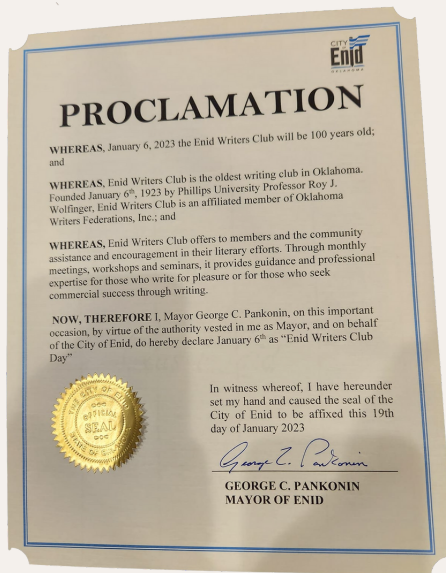 CITY
OF
Enid
OKLAHOMA
PROCLAMATION
WHEREAS, January 6, 2023 the Enid Writers Club will be 100 years old;
and
WHEREAS, Enid Writers Club is the oldest writing club in Oklahoma.
Founded January 6th, 1923 by Phillips University Professor Roy J.
Wolfinger, Enid Writers Club is an affiliated member of Oklahoma
Writers Federations, Inc.; and
WHEREAS, Enid Writers Club offers to members and the community
assistance and encouragement in their literary efforts. Through monthly
meetings, workshops and seminars, it provides guidance and professional
expertise for those who write for pleasure or for those who seek
commercial success through writing.
NOW, THEREFORE I, Mayor George C. Pankonin, on this important
occasion, by virtue of the authority vested in me as Mayor, and on behalf
of the City of Enid, do hereby declare January 6th as “Enid Writers Club
Day”
THE CITY OF ENID
OFFICIAL
SEAL
STATE OF
In witness whereof, I have hereunder
set my hand and caused the seal of the
City of Enid to be affixed this 19th
day of January 2023
George C. Pankonin
GEORGE C. PANKONIN
MAYOR OF ENID